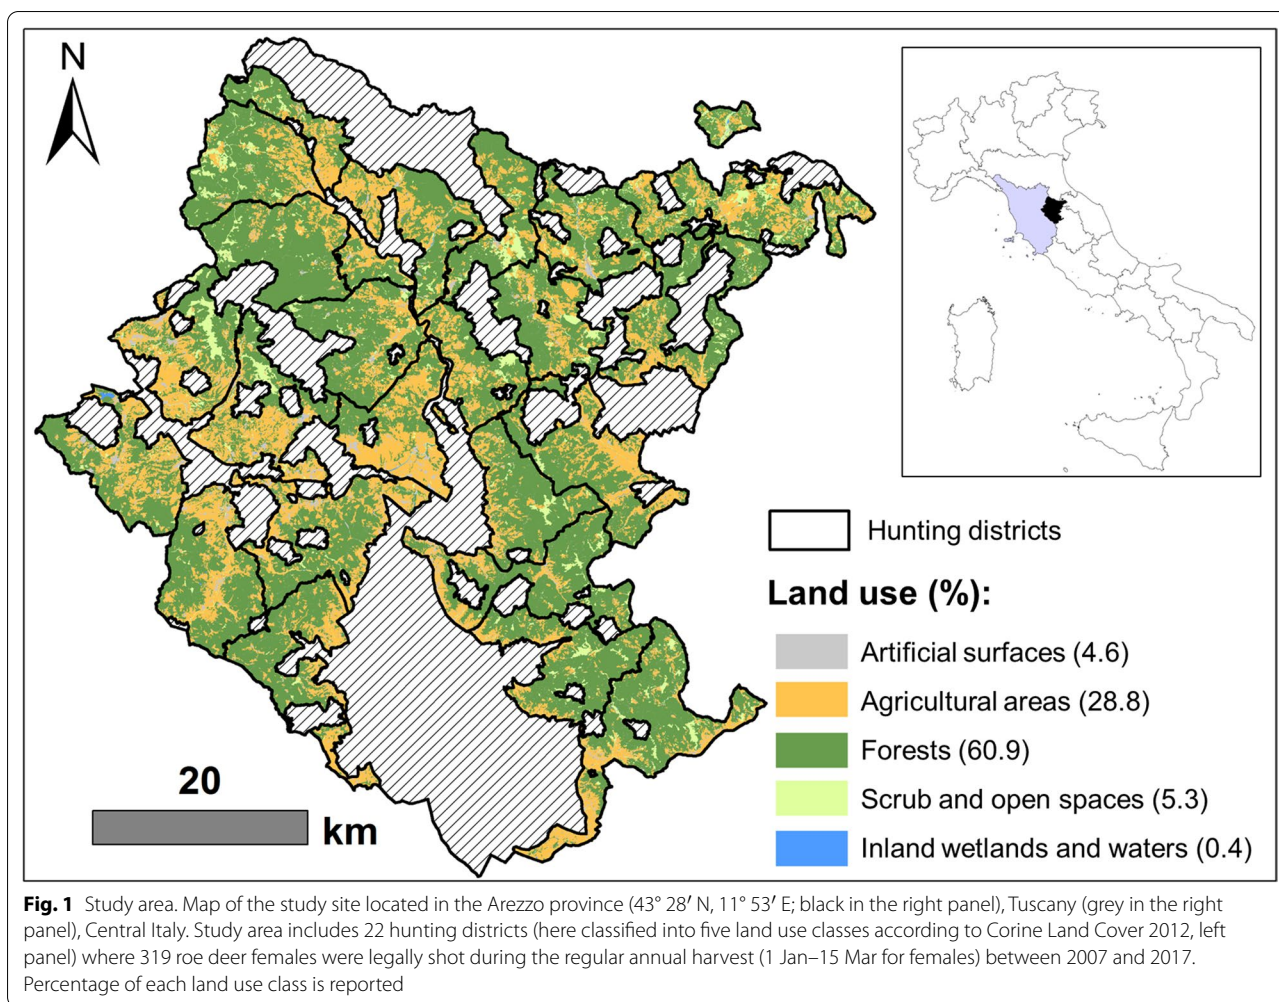 N
Hunting districts
Land use (%):
Artificial surfaces (4.6)
Agricultural areas (28.8)
Forests (60.9)
Scrub and open spaces (5.3)
Inland wetlands and waters (0.4)
20
km
Fig. 1 Study area. Map of the study site located in the Arezzo province (43° 28′ N, 11° 53′ E; black in the right panel), Tuscany (grey in the right
panel), Central Italy. Study area includes 22 hunting districts (here classified into five land use classes according to Corine Land Cover 2012, left
panel) where 319 roe deer females were legally shot during the regular annual harvest (1 Jan–15 Mar for females) between 2007 and 2017.
Percentage of each land use class is reported